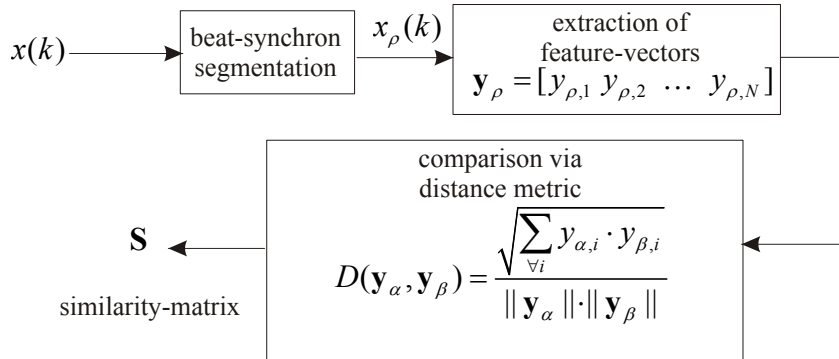 x(k)
beat-synchron
segmentation
x_ρ(k)
extraction of
feature-vectors
y_ρ = [y_ρ,1 y_ρ,2 … y_ρ,N]
comparison via
distance metric
D(y_α, y_β) = √(∑_∀i y_α,i · y_β,i) / (|| y_α || · || y_β ||)
S
similarity-matrix